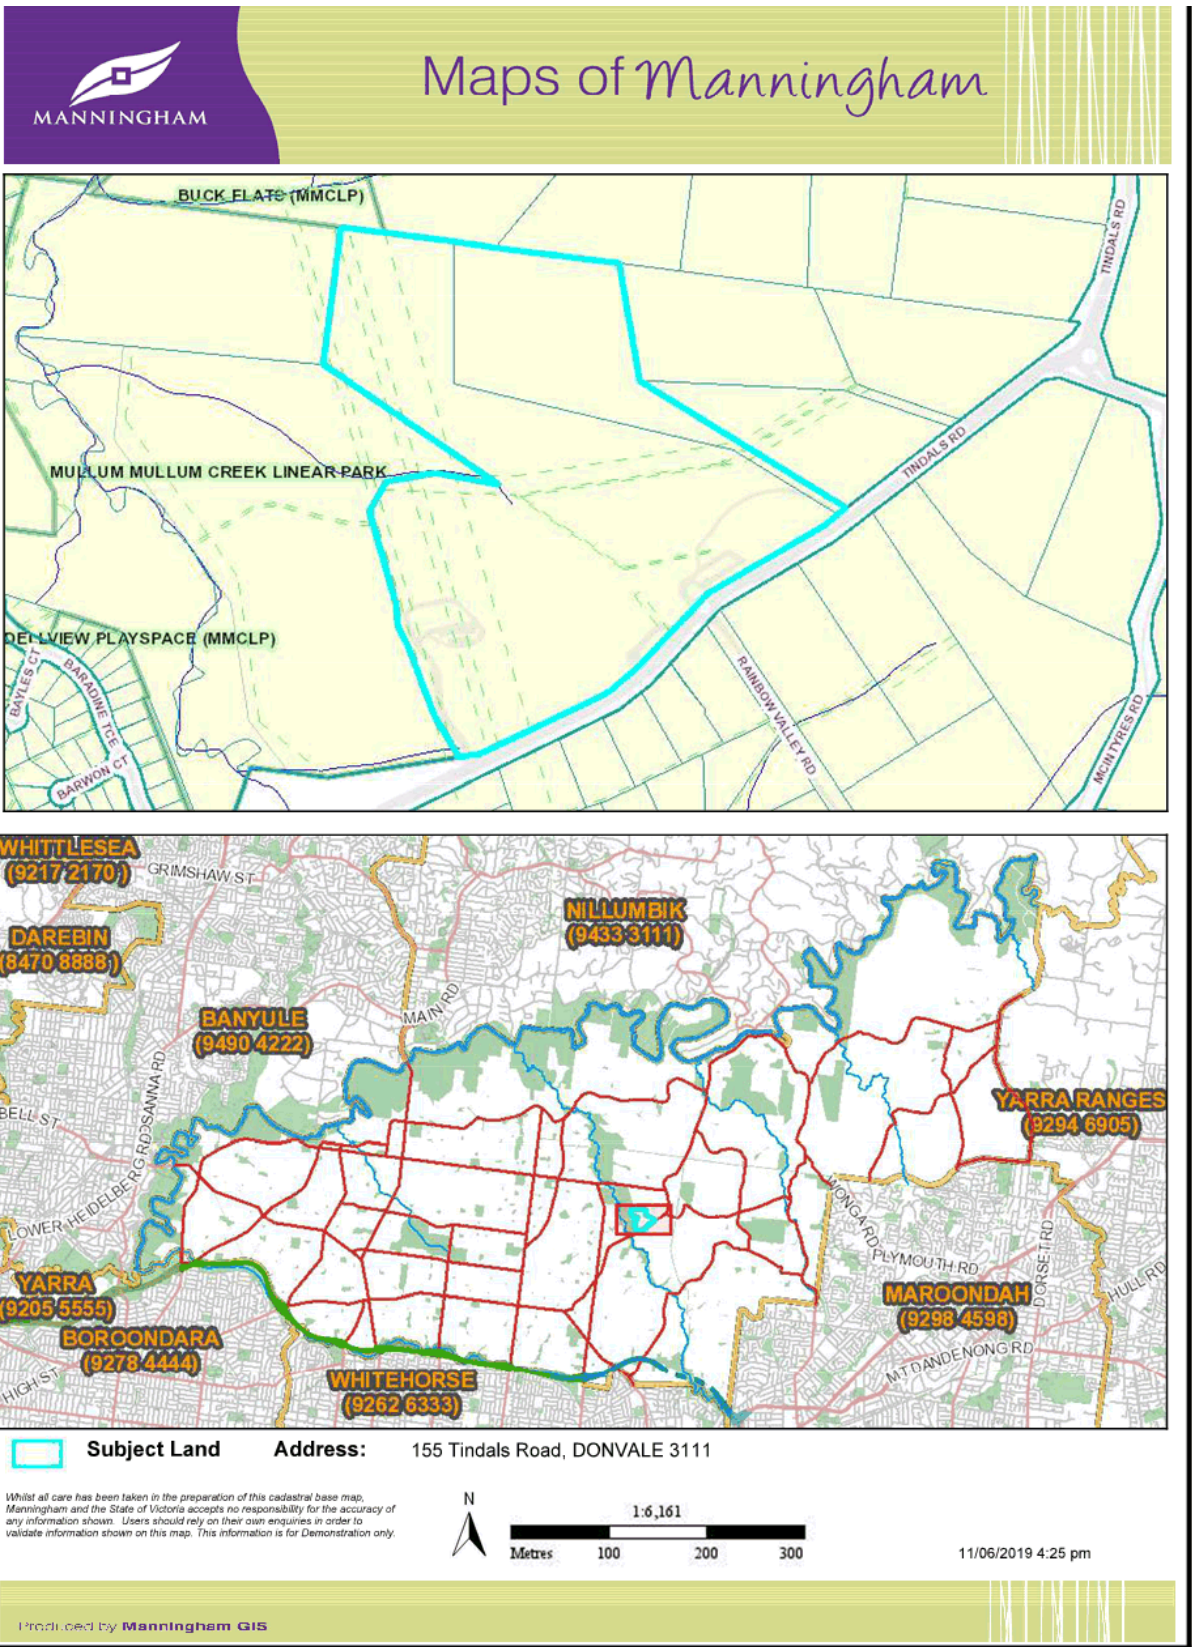 MANNINGHAM
Maps of Manningham
BUCK FLATS (MMCLP)
TINDALS RD
TINDALS RD
MULLUM MULLUM CREEK LINEAR PARK
DELLVIEW PLAYSPACE (MMCLP)
BAYLES CT
BARADINE TCE
BARWON CT
RAINBOW VALLEY RD
MCINTYRES RD
WHITTLESEA
(9217 2170)
GRIMSHAW ST
DAREBIN
(8470 8888)
NILLUMBIK
(9433 3111)
BANYULE
(9490 4222)
MAIN RD
ROSANNA RD
BELL ST
LOWER HEIDELBERG RD
YARRA RANGES
(9294 6905)
WONGA RD
PLYMOUTH RD
DORSET RD
HULL RD
YARRA
(9205 5555)
MAROONDAH
(9298 4598)
BOROONDARA
(9278 4444)
MT DANDENONG RD
HIGH ST
WHITEHORSE
(9262 6333)
Subject Land Address: 155 Tindals Road, DONVALE 3111
Whilst all care has been taken in the preparation of this cadastral base map,
Manningham and the State of Victoria accepts no responsibility for the accuracy of
any information shown. Users should rely on their own enquiries in order to
validate information shown on this map. This information is for Demonstration only.
N
1:6,161
Metres 100 200 300
11/06/2019 4:25 pm
Produced by Manningham GIS